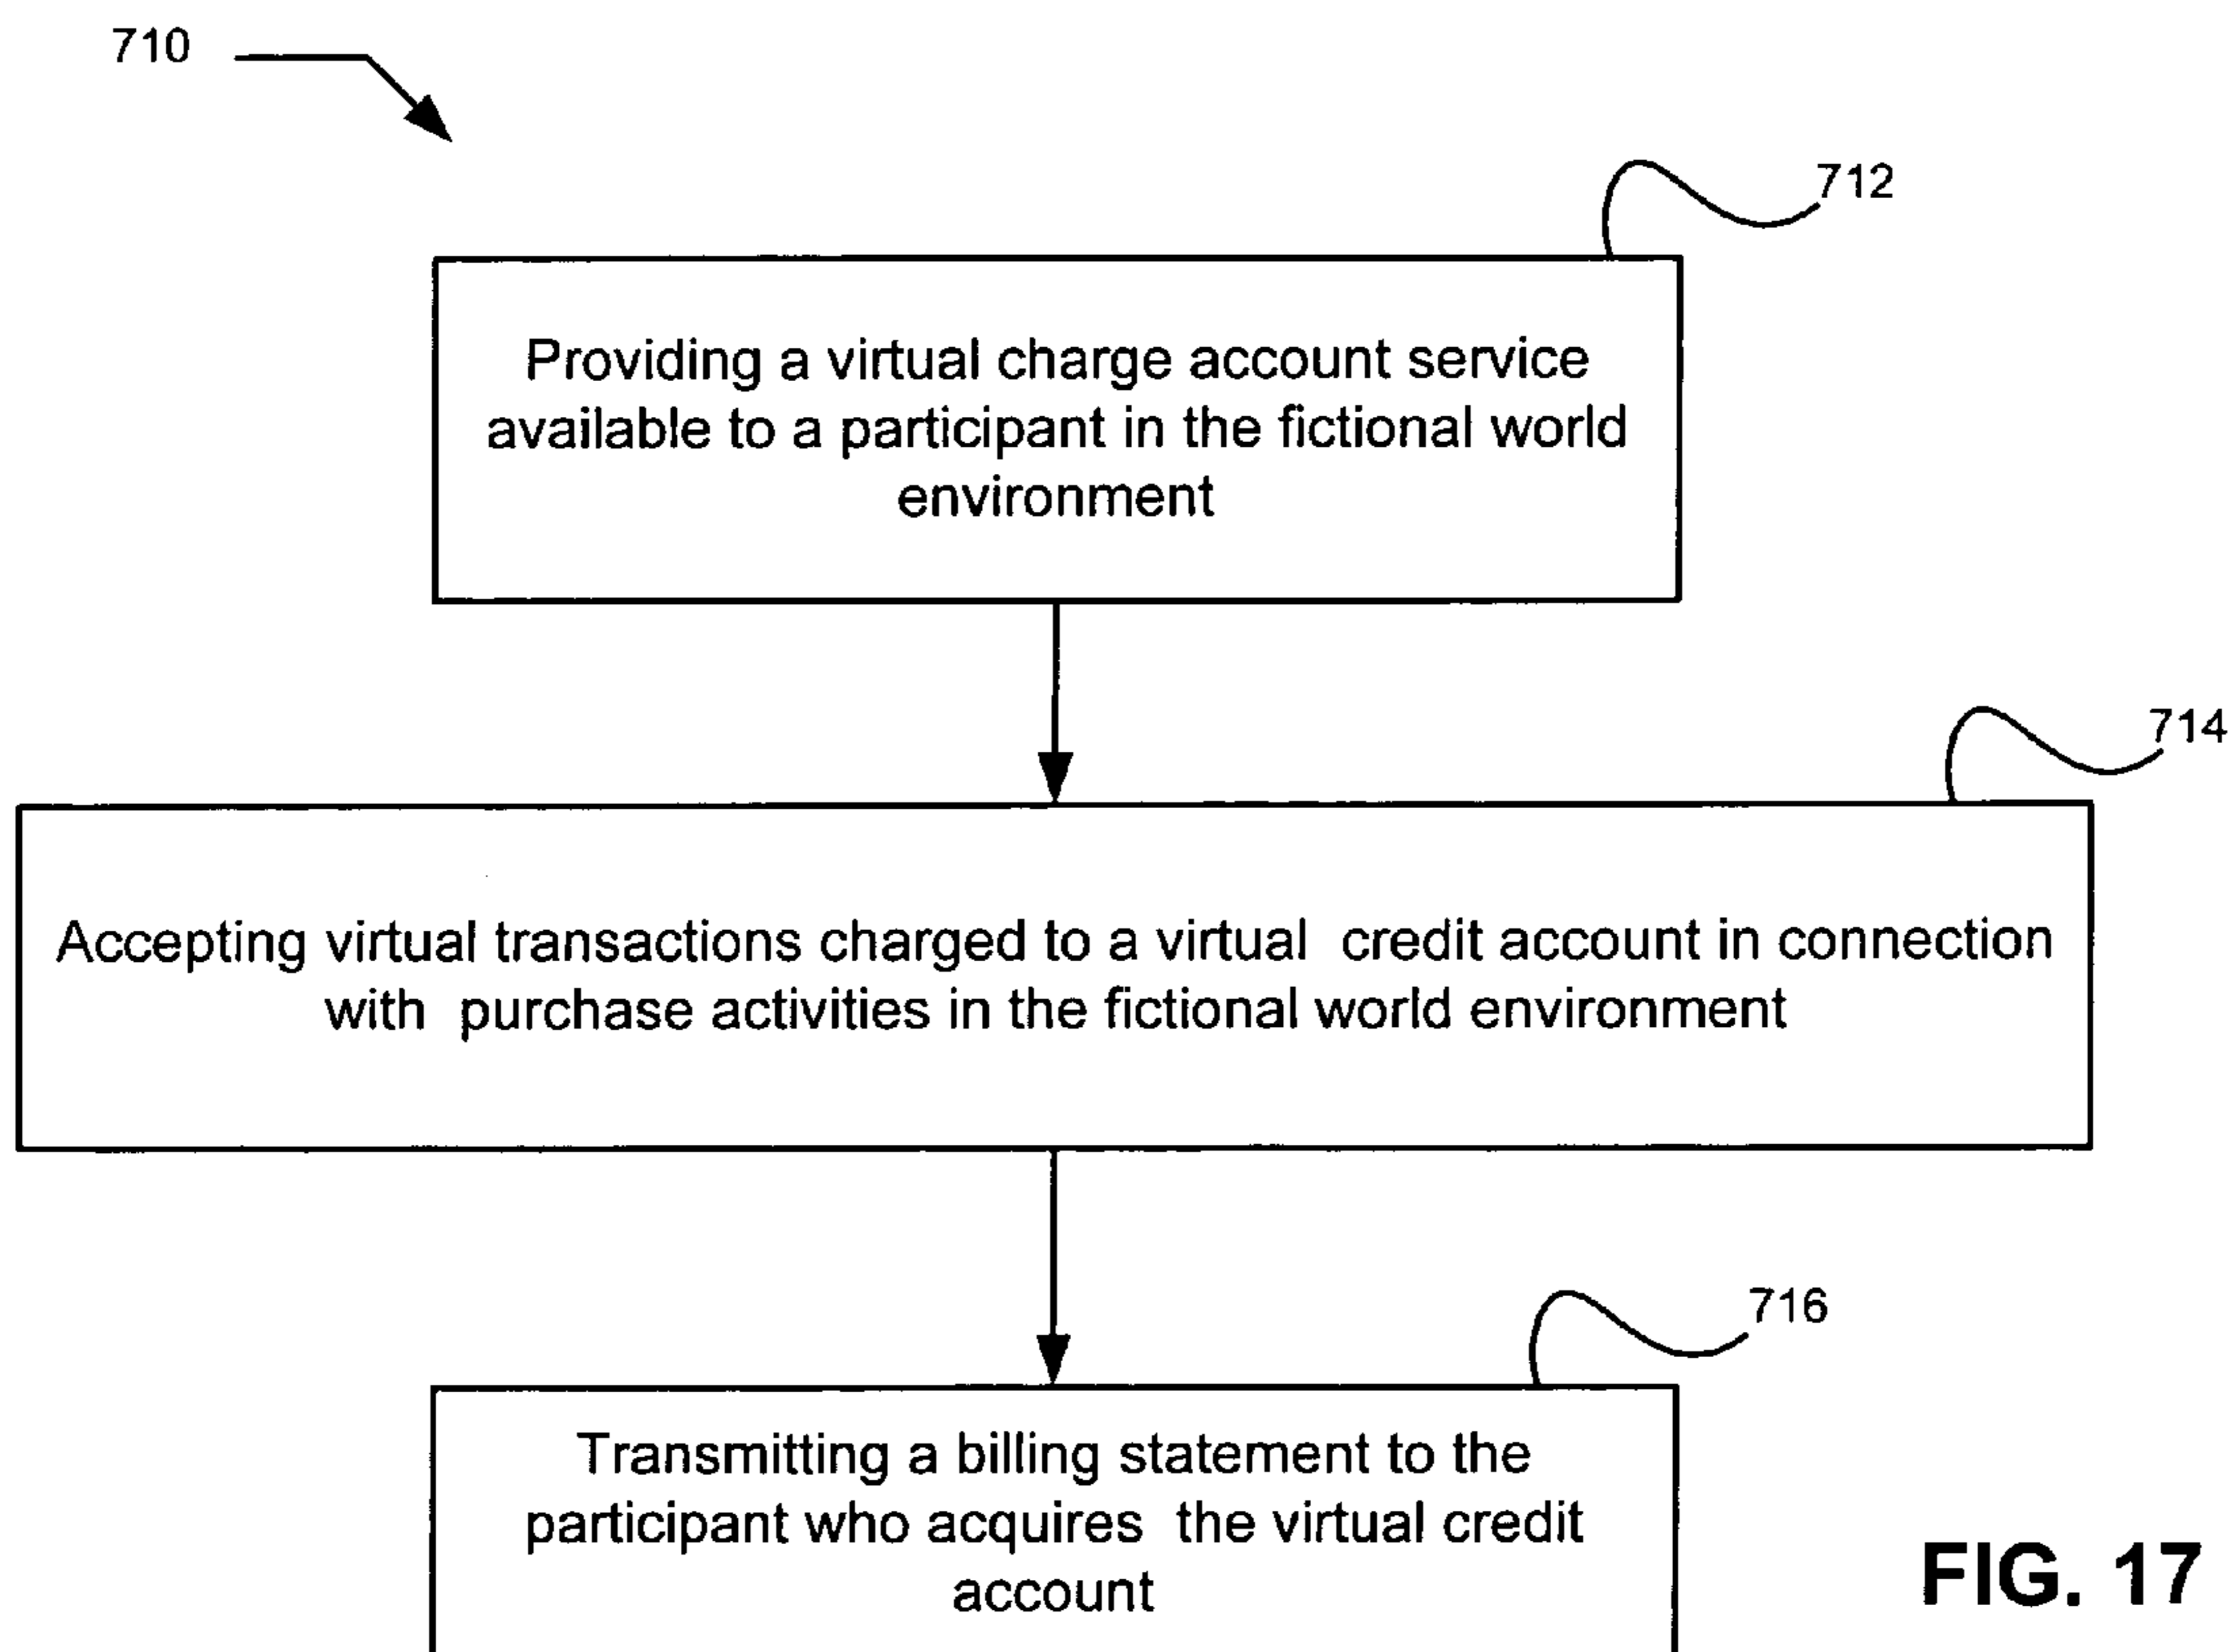 710
712
Providing a virtual charge account service
available to a participant in the fictional world
environment
714
Accepting virtual transactions charged to a virtual credit account in connection
with purchase activities in the fictional world environment
716
Transmitting a billing statement to the
participant who acquires the virtual credit
account
FIG. 17